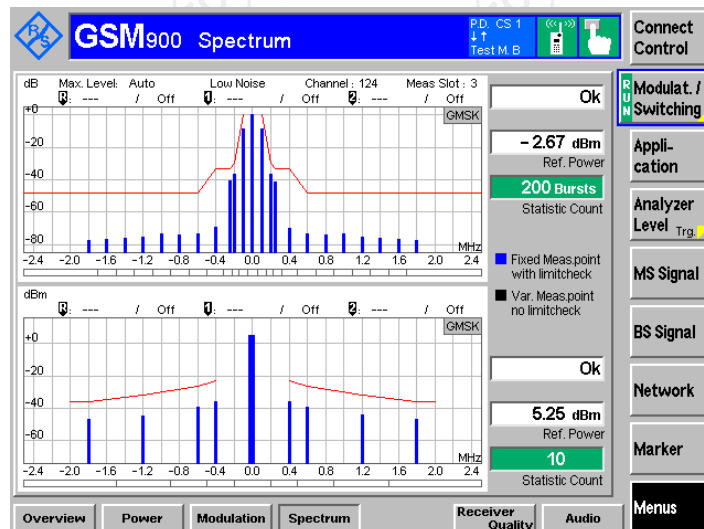 R&S
GSM900 Spectrum
P.D. CS 1
Test M. B
Connect Control
dB Max. Level: Auto Low Noise Channel : 124 Meas Slot : 3
R: --- / Off 1: --- / Off 2: --- / Off
GMSK
+0
-20
-40
-60
-80
MHz
-2.4 -2.0 -1.6 -1.2 -0.8 -0.4 0.0 0.4 0.8 1.2 1.6 2.0 2.4
Ok
-2.67 dBm
Ref. Power
200 Bursts
Statistic Count
Fixed Meas.point
with limitcheck
Var. Meas.point
no limitcheck
dBm
R: --- / Off 1: --- / Off 2: --- / Off
GMSK
+0
-20
-40
-60
MHz
-2.4 -2.0 -1.6 -1.2 -0.8 -0.4 0.0 0.4 0.8 1.2 1.6 2.0 2.4
Ok
5.25 dBm
Ref. Power
10
Statistic Count
RUN
Modulat. /
Switching
Appli-
cation
Analyzer
Level Trg.
MS Signal
BS Signal
Network
Marker
Menus
Overview Power Modulation Spectrum Receiver Quality Audio